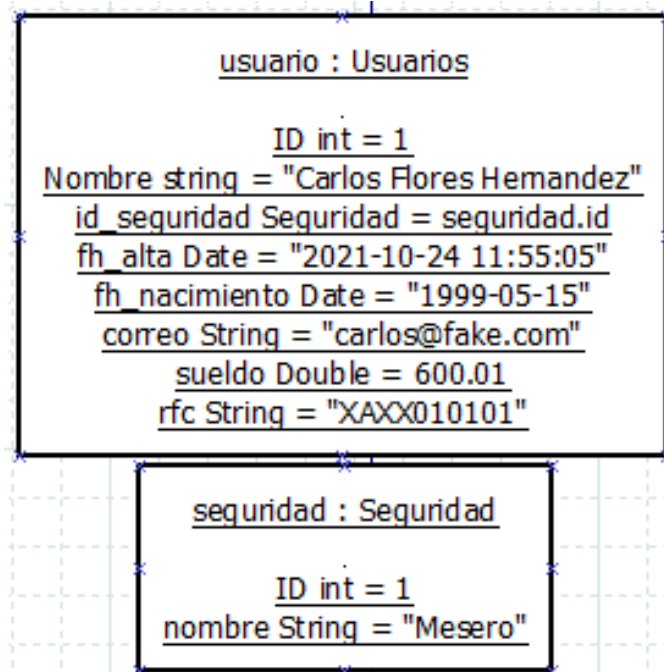 usuario : Usuarios
ID int = 1
Nombre string = "Carlos Flores Hernandez"
id_seguridad Seguridad = seguridad.id
fh_alta Date = "2021-10-24 11:55:05"
fh_nacimiento Date = "1999-05-15"
correo String = "carlos@fake.com"
sueldo Double = 600.01
rfc String = "XAXX010101"
seguridad : Seguridad
ID int = 1
nombre String = "Mesero"